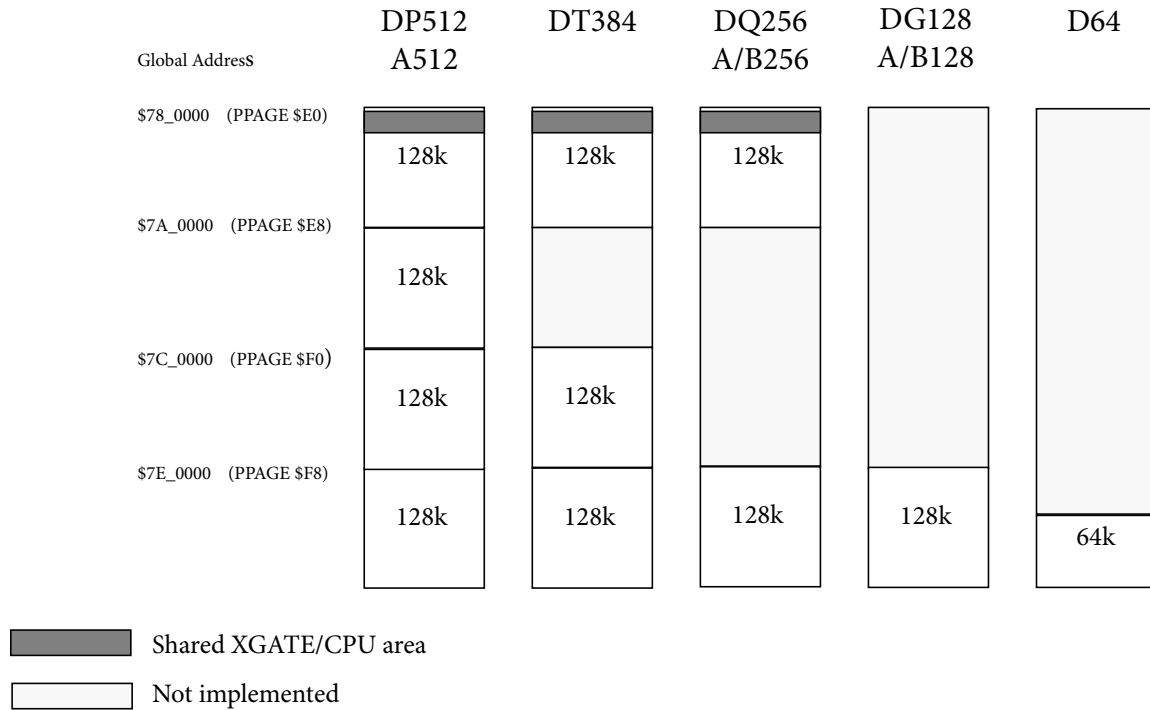 DP512 DT384 DQ256 DG128 D64
Global Address A512 A/B256 A/B128
$78_0000 (PPAGE $E0)
128k 128k 128k
$7A_0000 (PPAGE $E8)
128k
$7C_0000 (PPAGE $F0)
128k 128k
$7E_0000 (PPAGE $F8)
128k 128k 128k 128k
64k
Shared XGATE/CPU area
Not implemented